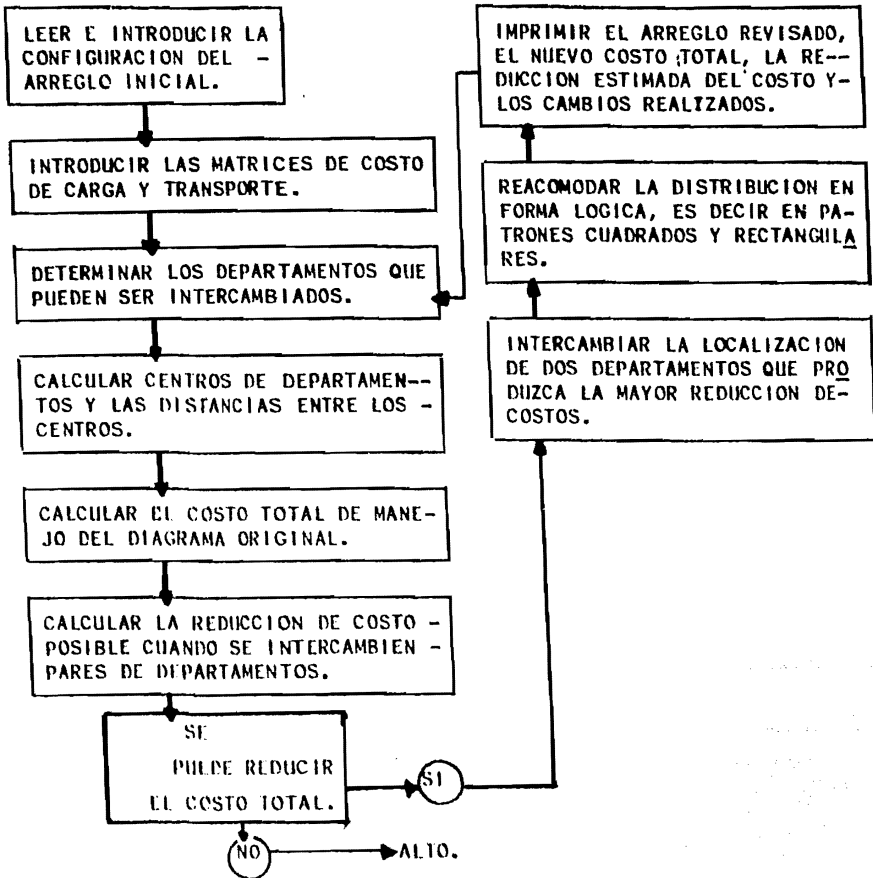 LEER E INTRODUCIR LA
CONFIGURACION DEL -
ARREGLO INICIAL.
INTRODUCIR LAS MATRICES DE COSTO
DE CARGA Y TRANSPORTE.
DETERMINAR LOS DEPARTAMENTOS QUE
PUEDEN SER INTERCAMBIADOS.
CALCULAR CENTROS DE DEPARTAMEN--
TOS Y LAS DISTANCIAS ENTRE LOS -
CENTROS.
CALCULAR EL COSTO TOTAL DE MANE-
JO DEL DIAGRAMA ORIGINAL.
CALCULAR LA REDUCCION DE COSTO -
POSIBLE CUANDO SE INTERCAMBIEN -
PARES DE DEPARTAMENTOS.
SE
PUEDE REDUCIR
EL COSTO TOTAL.
SI
NO
ALTO.
INTERCAMBIAR LA LOCALIZACION
DE DOS DEPARTAMENTOS QUE PRO
DUZCA LA MAYOR REDUCCION DE-
COSTOS.
REACOMODAR LA DISTRIBUCION EN
FORMA LOGICA, ES DECIR EN PA-
TRONES CUADRADOS Y RECTANGULA
RES.
IMPRIMIR EL ARREGLO REVISADO,
EL NUEVO COSTO TOTAL, LA RE--
DUCCION ESTIMADA DEL COSTO Y-
LOS CAMBIOS REALIZADOS.